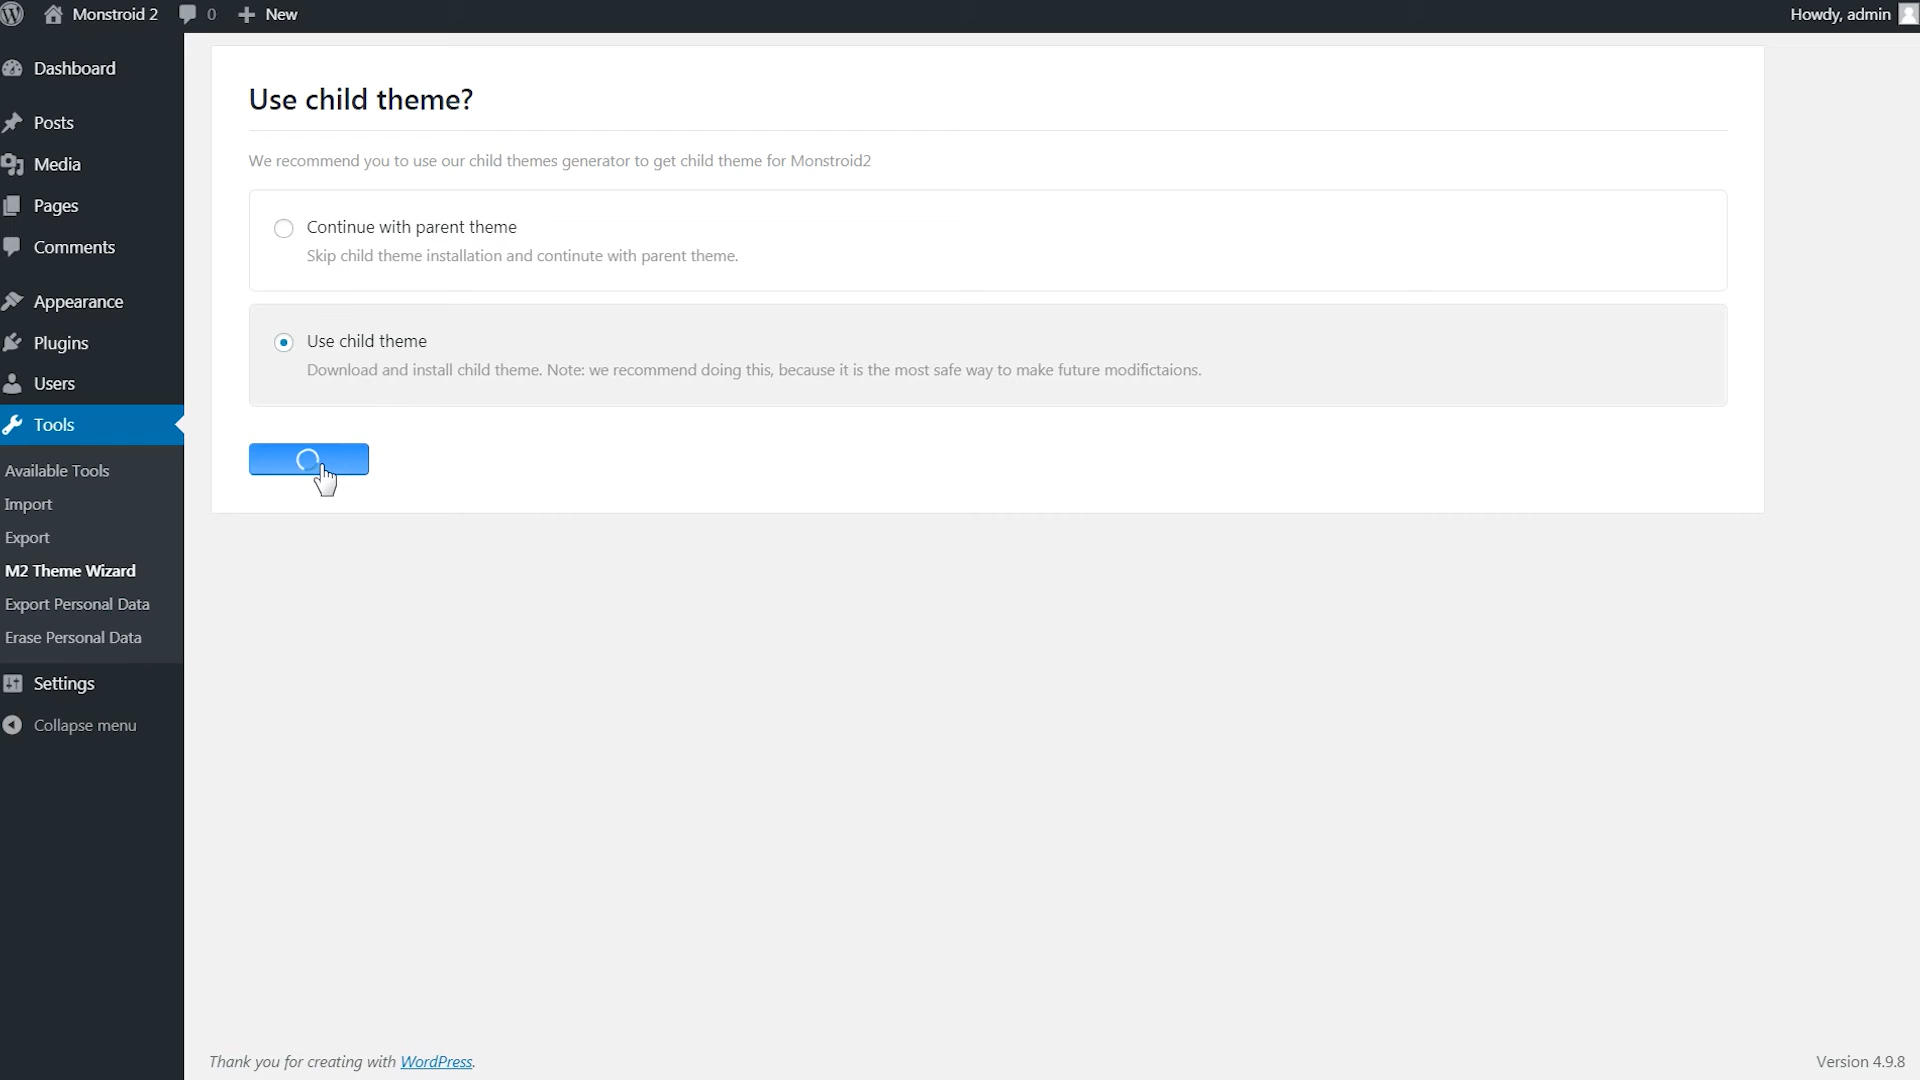 Monstroid 2
0
New
Howdy, admin
Dashboard
Posts
Media
Pages
Comments
Appearance
Plugins
Users
Tools
Available Tools
Import
Export
M2 Theme Wizard
Export Personal Data
Erase Personal Data
Settings
Collapse menu
Use child theme?
We recommend you to use our child themes generator to get child theme for Monstroid2
Continue with parent theme
Skip child theme installation and continute with parent theme.
Use child theme
Download and install child theme. Note: we recommend doing this, because it is the most safe way to make future modifictaions.
Thank you for creating with WordPress.
Version 4.9.8